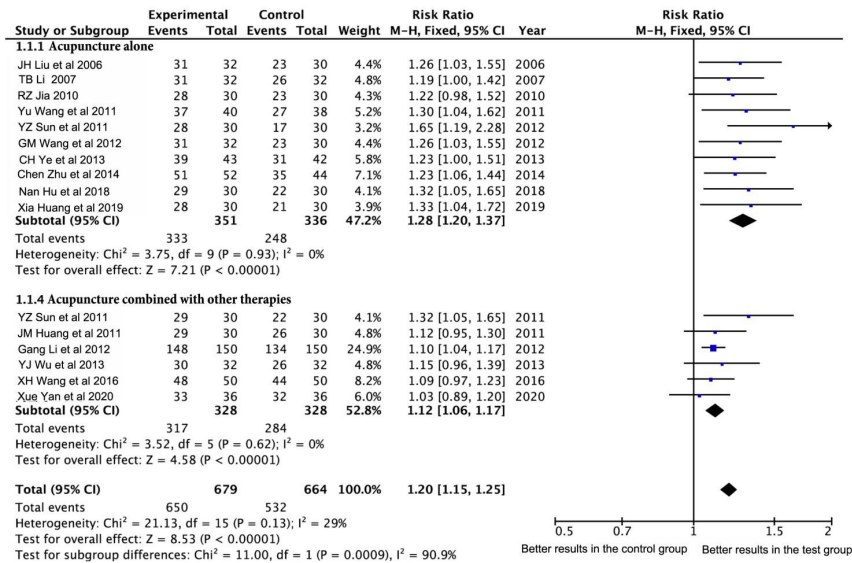 Experimental Control Risk Ratio Risk Ratio
Study or Subgroup Events Total Events Total Weight M-H, Fixed, 95% CI Year M-H, Fixed, 95% CI
1.1.1 Acupuncture alone
JH Liu et al 2006 31 32 23 30 4.4% 1.26 [1.03, 1.55] 2006
TB Li 2007 31 32 26 32 4.8% 1.19 [1.00, 1.42] 2007
RZ Jia 2010 28 30 23 30 4.4% 1.22 [0.98, 1.52] 2010
Yu Wang et al 2011 37 40 27 38 5.2% 1.30 [1.04, 1.62] 2011
YZ Sun et al 2011 28 30 17 30 3.2% 1.65 [1.19, 2.28] 2012
GM Wang et al 2012 31 32 23 30 4.4% 1.26 [1.03, 1.55] 2012
CH Ye et al 2013 39 43 31 42 5.8% 1.23 [1.00, 1.51] 2013
Chen Zhu et al 2014 51 52 35 44 7.1% 1.23 [1.06, 1.44] 2014
Nan Hu et al 2018 29 30 22 30 4.1% 1.32 [1.05, 1.65] 2018
Xia Huang et al 2019 28 30 21 30 3.9% 1.33 [1.04, 1.72] 2019
Subtotal (95% CI) 351 336 47.2% 1.28 [1.20, 1.37]
Total events 333 248
Heterogeneity: Chi² = 3.75, df = 9 (P = 0.93); I² = 0%
Test for overall effect: Z = 7.21 (P < 0.00001)
1.1.4 Acupuncture combined with other therapies
YZ Sun et al 2011 29 30 22 30 4.1% 1.32 [1.05, 1.65] 2011
JM Huang et al 2011 29 30 26 30 4.8% 1.12 [0.95, 1.30] 2011
Gang Li et al 2012 148 150 134 150 24.9% 1.10 [1.04, 1.17] 2012
YJ Wu et al 2013 30 32 26 32 4.8% 1.15 [0.96, 1.39] 2013
XH Wang et al 2016 48 50 44 50 8.2% 1.09 [0.97, 1.23] 2016
Xue Yan et al 2020 33 36 32 36 6.0% 1.03 [0.89, 1.20] 2020
Subtotal (95% CI) 328 328 52.8% 1.12 [1.06, 1.17]
Total events 317 284
Heterogeneity: Chi² = 3.52, df = 5 (P = 0.62); I² = 0%
Test for overall effect: Z = 4.58 (P < 0.00001)
Total (95% CI) 679 664 100.0% 1.20 [1.15, 1.25]
Total events 650 532
Heterogeneity: Chi² = 21.13, df = 15 (P = 0.13); I² = 29%
Test for overall effect: Z = 8.53 (P < 0.00001)
Test for subgroup differences: Chi² = 11.00, df = 1 (P = 0.0009), I² = 90.9%
0.5 0.7 1 1.5 2
Better results in the control group Better results in the test group